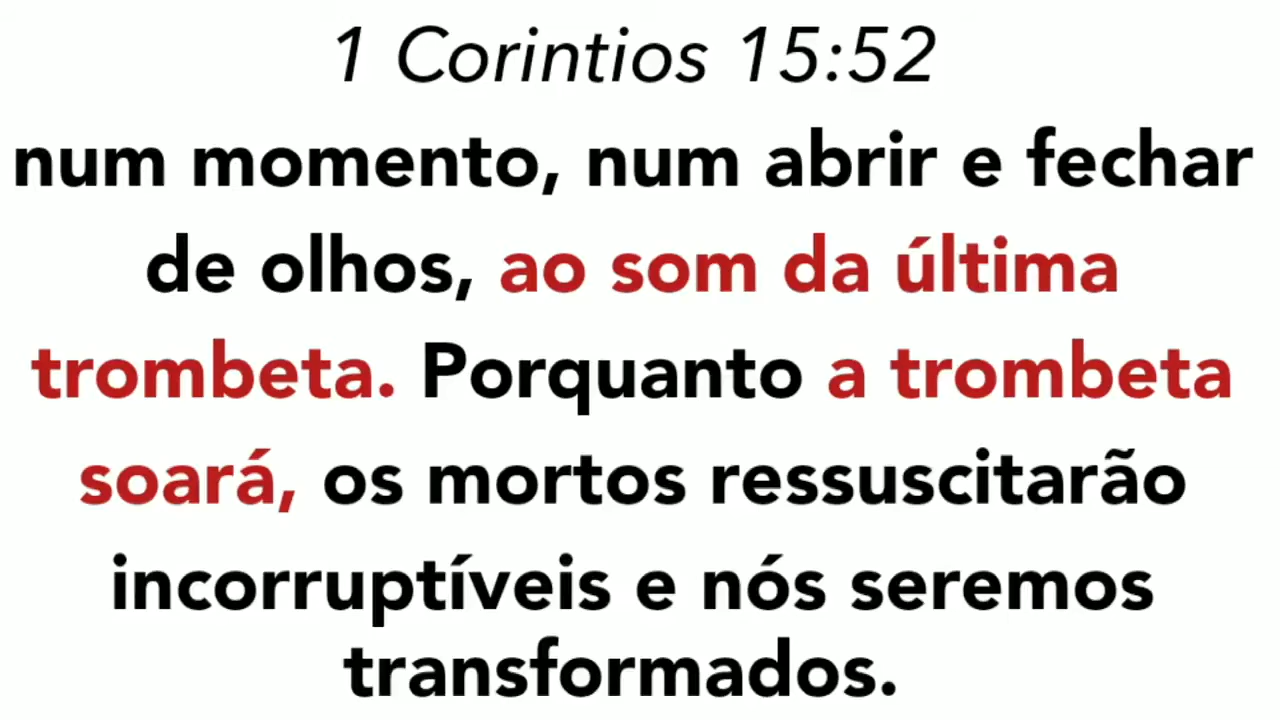 1 Corintios 15:52
num momento, num abrir e fechar
de olhos, ao som da última
trombeta. Porquanto a trombeta
soará, os mortos ressuscitarão
incorruptíveis e nós seremos
transformados.